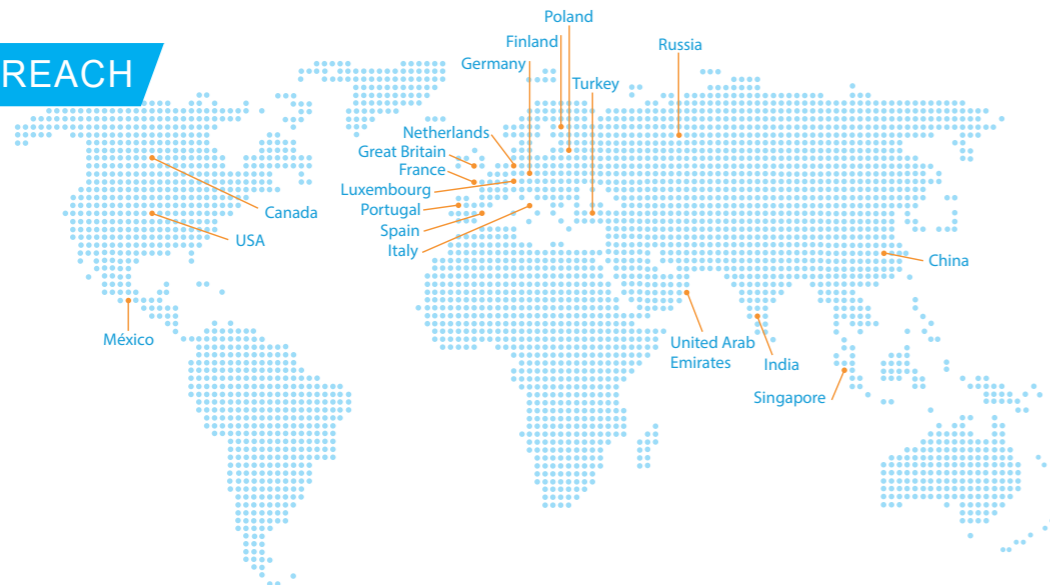 REACH
Poland
Finland
Russia
Germany
Turkey
Netherlands
Great Britain
France
Luxembourg
Portugal
Spain
Italy
Canada
USA
China
México
United Arab
Emirates
India
Singapore